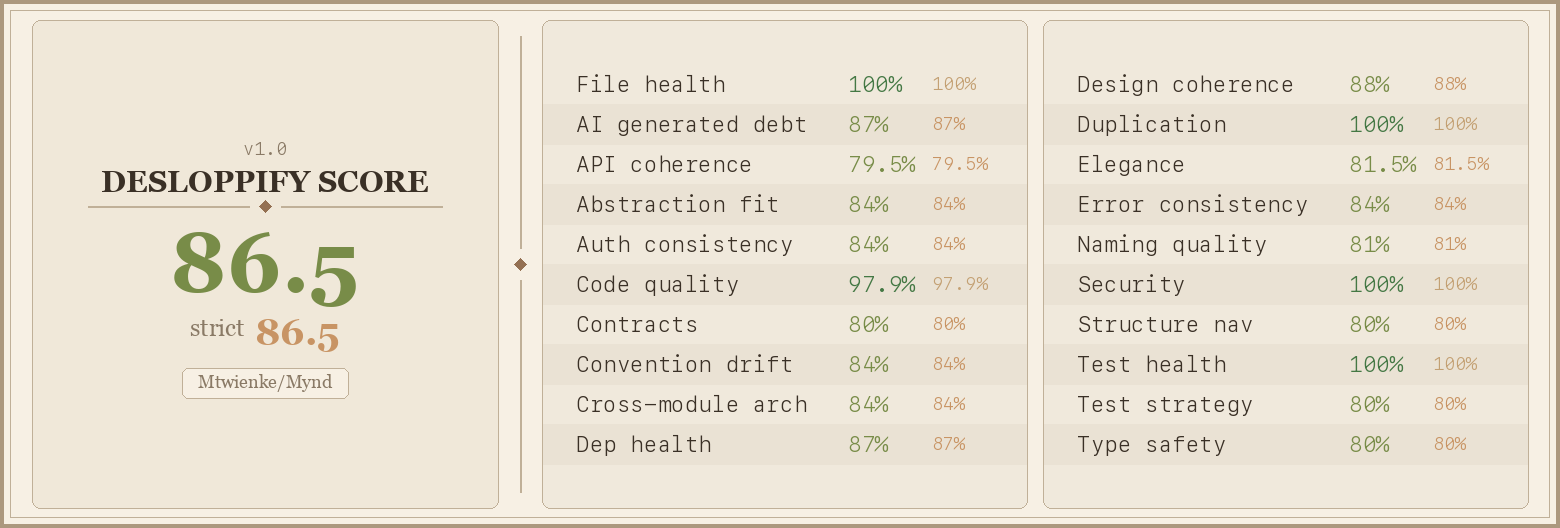 v1.0
DESLOPPIFY SCORE
86.5
strict 86.5
Mtwienke/Mynd
File health 100% 100%
AI generated debt 87% 87%
API coherence 79.5% 79.5%
Abstraction fit 84% 84%
Auth consistency 84% 84%
Code quality 97.9% 97.9%
Contracts 80% 80%
Convention drift 84% 84%
Cross—module arch 84% 84%
Dep health 87% 87%
Design coherence 88% 88%
Duplication 100% 100%
Elegance 81.5% 81.5%
Error consistency 84% 84%
Naming quality 81% 81%
Security 100% 100%
Structure nav 80% 80%
Test health 100% 100%
Test strategy 80% 80%
Type safety 80% 80%